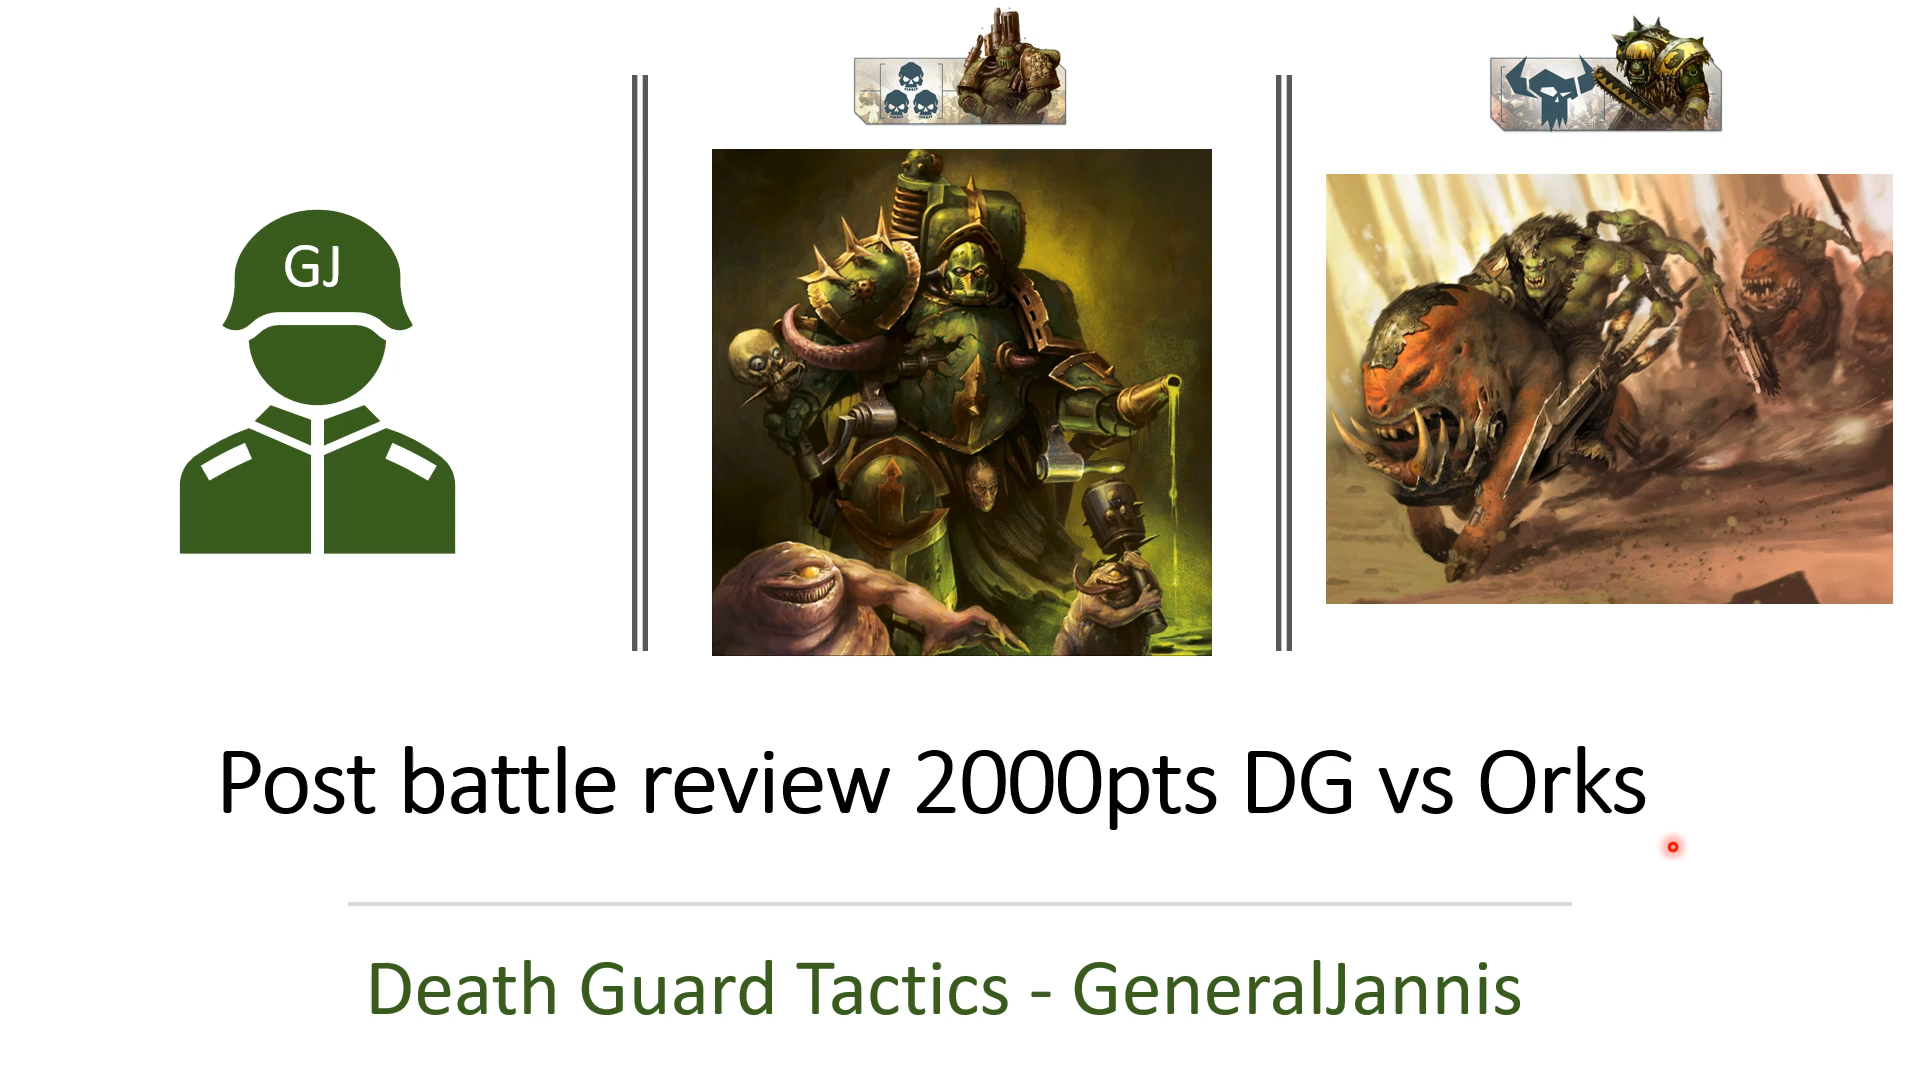 GJ
Post battle review 2000pts DG vs Orks
Death Guard Tactics - GeneralJannis